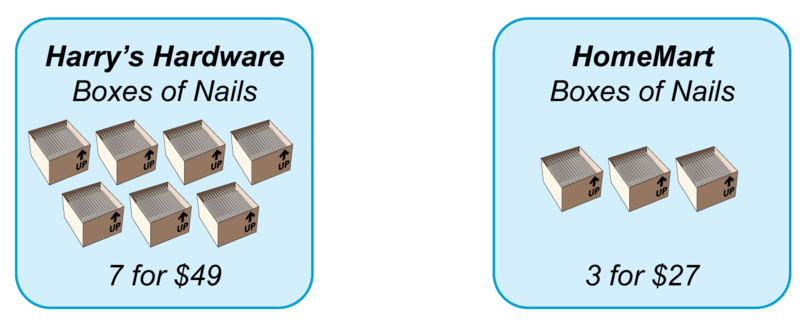 Harry's Hardware
Boxes of Nails
UP UP UP UP
UP UP UP
7 for $49
HomeMart
Boxes of Nails
UP UP UP
3 for $27